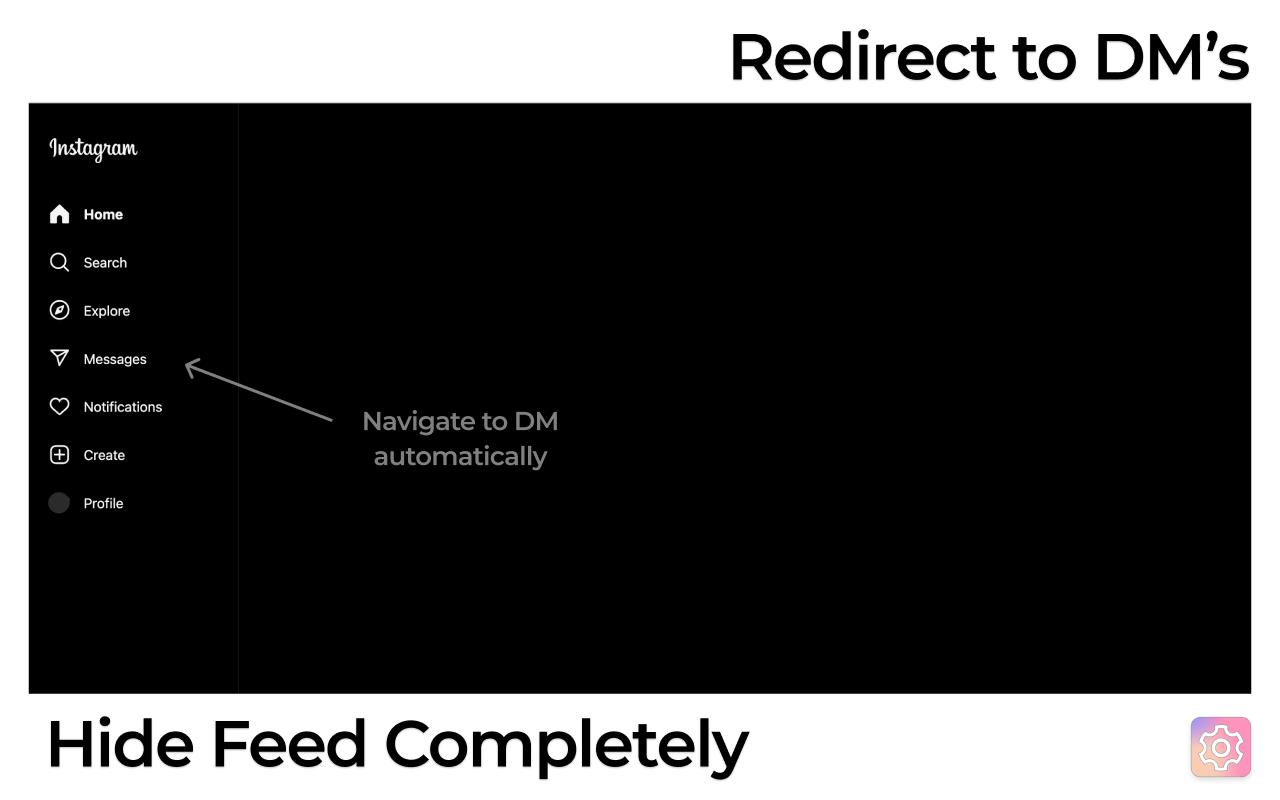 Redirect to DM’s
Instagram
Home
Search
Explore
Messages
Notifications
Create
Profile
Navigate to DM
automatically
Hide Feed Completely